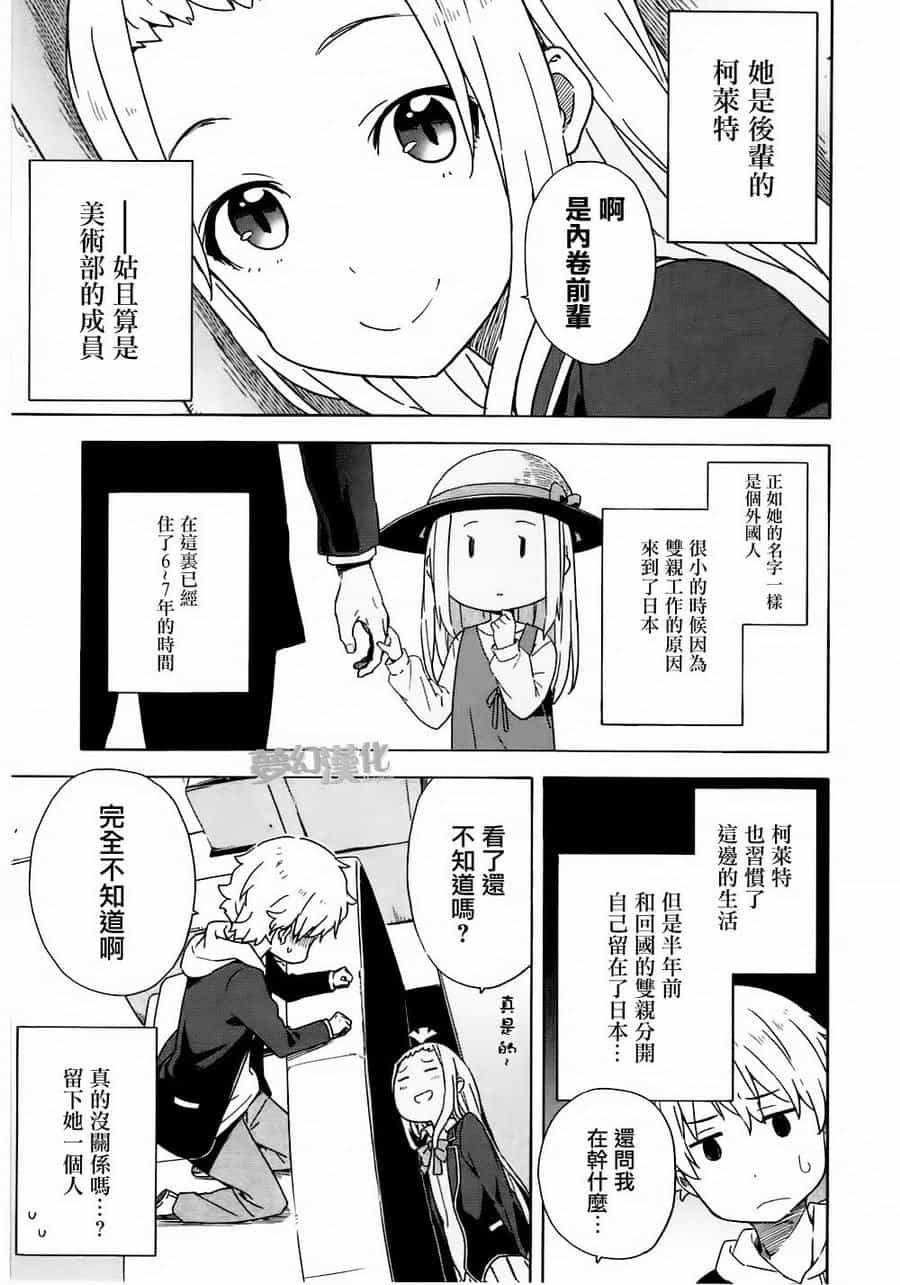 她是後輩的
柯萊特
啊
是內卷前輩
——姑且算是
美術部的成員
正如她的名字一樣
是個外國人
很小的時候因為
雙親工作的原因
來到了日本
在這裏已經
住了6~7年的時間
夢幻漢化
柯萊特
也習慣了
這邊的生活
但是半年前
和回國的雙親分開
自己留在了日本…
還問我
在幹什麼…
看了還
不知道嗎?
真是的~
完全不知道啊
真的沒關係嗎…?
留下她一個人